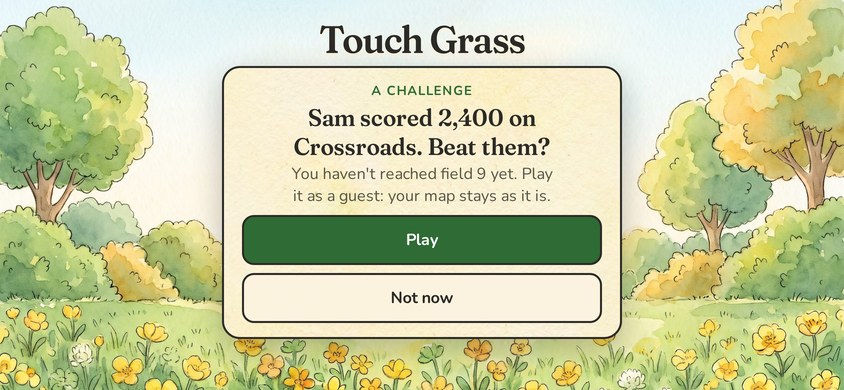 Touch Grass
A CHALLENGE
Sam scored 2,400 on
Crossroads. Beat them?
You haven't reached field 9 yet. Play
it as a guest: your map stays as it is.
Play
Not now